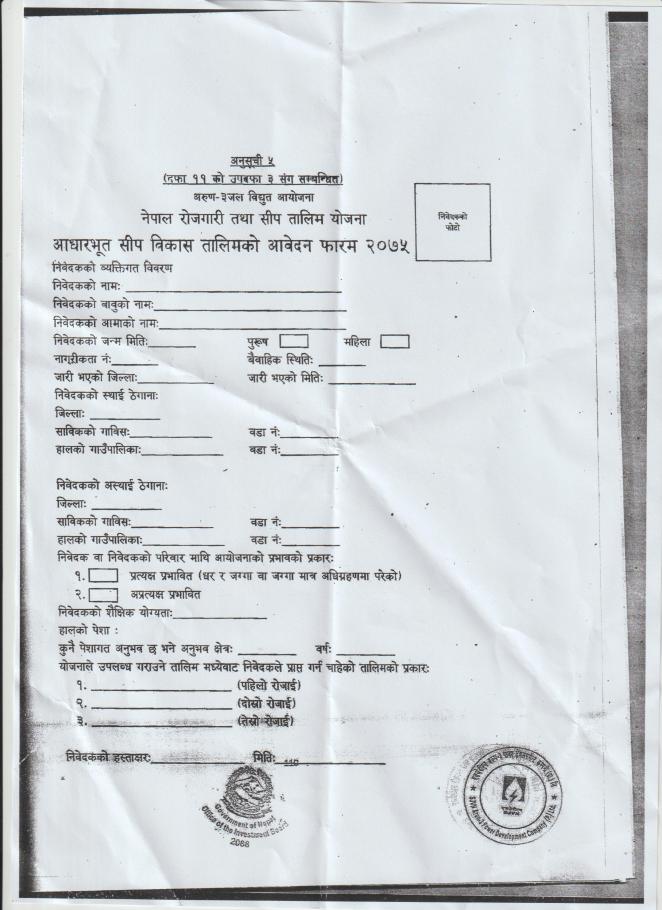 अनुसूची ५
(दफा ११ को उपबफा ३ संग सम्बन्धित)
अरुण-३जल विद्युत आयोजना
नेपाल रोजगारी तथा सीप तालिम योजना
आधारभूत सीप विकास तालिमको आवेदन फारम २०७५
निवेदकको
फोटो
निवेदकको व्यक्तिगत विवरण
निवेदकको नामः
निवेदकको बाबुको नामः
निवेदकको आमाको नामः
निवेदकको जन्म मितिः पुरूष महिला
नागरीकता नंः बैवाहिक स्थितिः
जारी भएको जिल्लाः जारी भएको मितिः
निवेदकको स्थाई ठेगानाः
जिल्लाः
साविकको गाविसः वडा नंः
हालको गाउँपालिकाः वडा नंः
निवेदकको अस्थाई ठेगानाः
जिल्लाः
साविकको गाविसः वडा नंः
हालको गाउँपालिकाः वडा नंः
निवेदक वा निवेदकको परिवार माथि आयोजनाको प्रभावको प्रकारः
१. प्रत्यक्ष प्रभावित (घर र जग्गा वा जग्गा मात्र अधिग्रहणमा परेको)
२. अप्रत्यक्ष प्रभावित
निवेदकको शैक्षिक योग्यताः
हालको पेशा :
कुनै पेशागत अनुभव छ भने अनुभव क्षेत्रः वर्षः
योजनाले उपलब्ध गराउने तालिम मध्येबाट निवेदकले प्राप्त गर्न चाहेको तालिमको प्रकारः
१. (पहिलो रोजाई)
२. (दोस्रो रोजाई)
३. (तेस्रो रोजाई)
निवेदकको हस्ताक्षरः मितिः
Government of Nepal
Office of the Investment Board
2068
Power Development Company